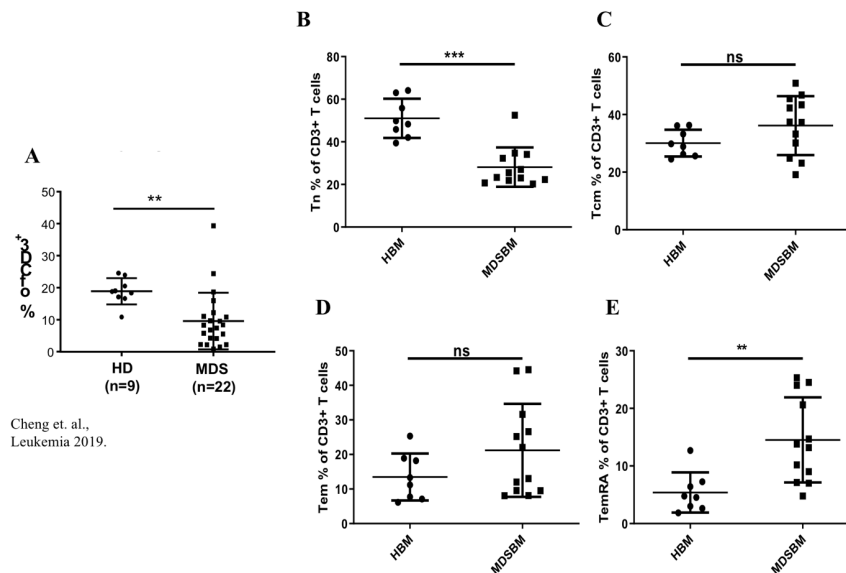 A
% of CD3+
50
40
30
20
10
0
**
HD
(n=9)
MDS
(n=22)
Cheng et. al.,
Leukemia 2019.
B
Tn % of CD3+ T cells
80
60
40
20
0
***
HBM
MDSBM
C
Tcm % of CD3+ T cells
60
40
20
0
ns
HBM
MDSBM
D
Tem % of CD3+ T cells
50
40
30
20
10
0
ns
HBM
MDSBM
E
TemRA % of CD3+ T cells
30
20
10
0
**
HBM
MDSBM